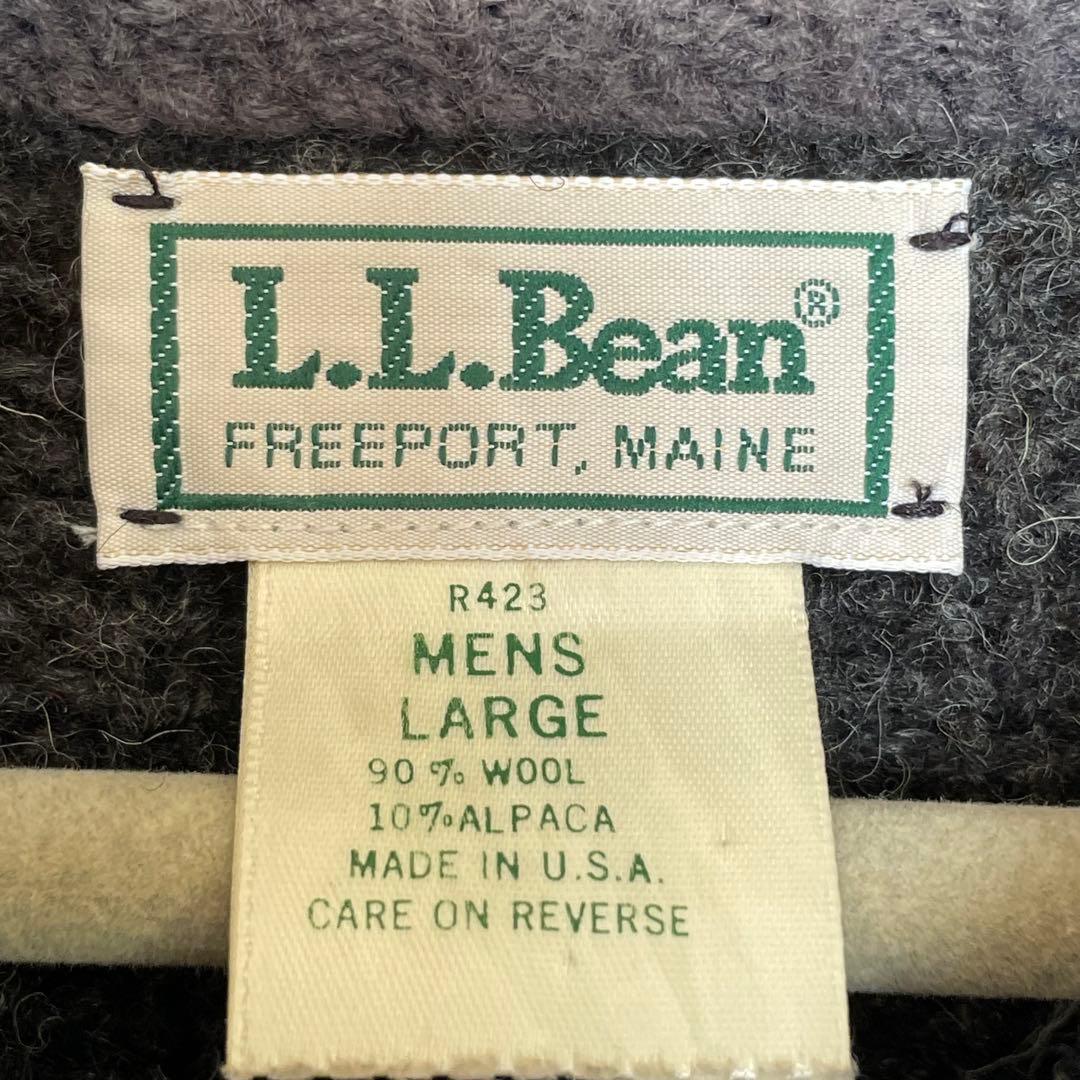 L.L.Bean®
FREEPORT, MAINE
R423
MENS
LARGE
90% WOOL
10% ALPACA
MADE IN U.S.A.
CARE ON REVERSE